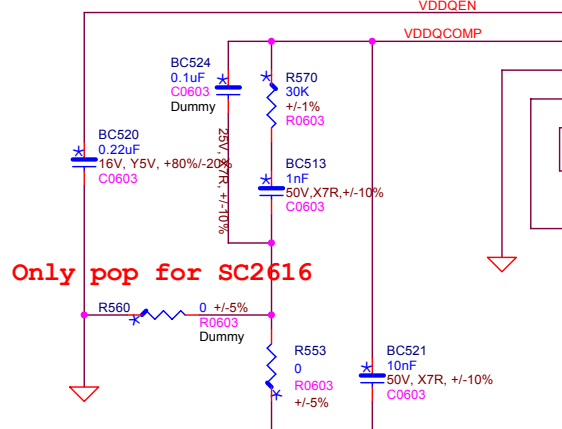 VDDQEN
VDDQCOMP
BC524
0.1uF
C0603
Dummy
25V, X7R, +/-10%
R570
30K
+/-1%
R0603
BC520
0.22uF
16V, Y5V, +80%/-20%
C0603
BC513
1nF
50V,X7R,+/-10%
C0603
Only pop for SC2616
R560
0 +/-5%
R0603
Dummy
R553
0
R0603
+/-5%
BC521
10nF
50V, X7R, +/-10%
C0603